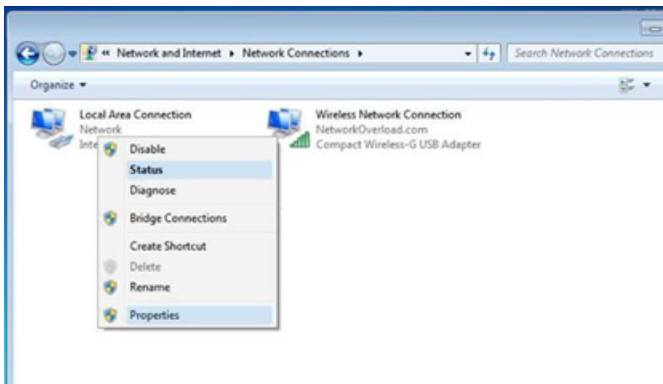 « Network and Internet ▸ Network Connections ▸
Search Network Connections
Organize
Local Area Connection
Network
Inte
Wireless Network Connection
NetworkOverload.com
Compact Wireless-G USB Adapter
Disable
Status
Diagnose
Bridge Connections
Create Shortcut
Delete
Rename
Properties